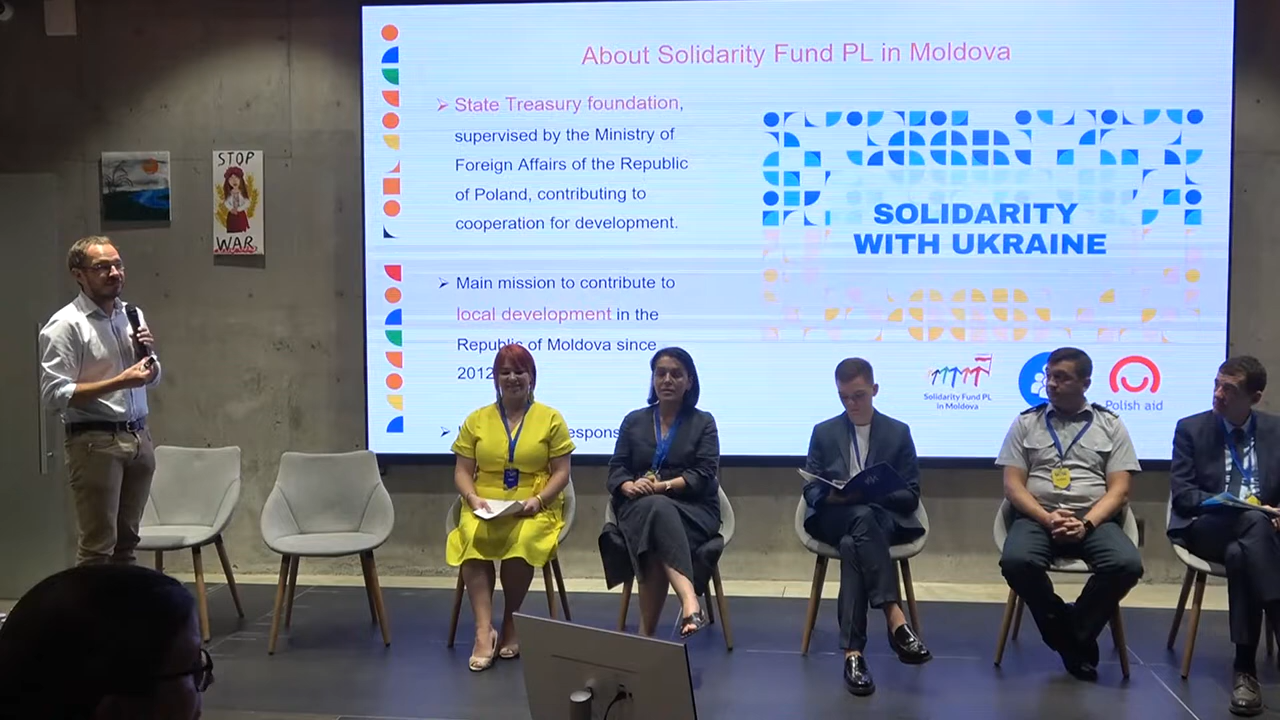 About Solidarity Fund PL in Moldova
➢ State Treasury foundation,
supervised by the Ministry of
Foreign Affairs of the Republic
of Poland, contributing to
cooperation for development.
➢ Main mission to contribute to
local development in the
Republic of Moldova since
2012
SOLIDARITY
WITH UKRAINE
Solidarity Fund PL
in Moldova
Polish aid
STOP
WAR